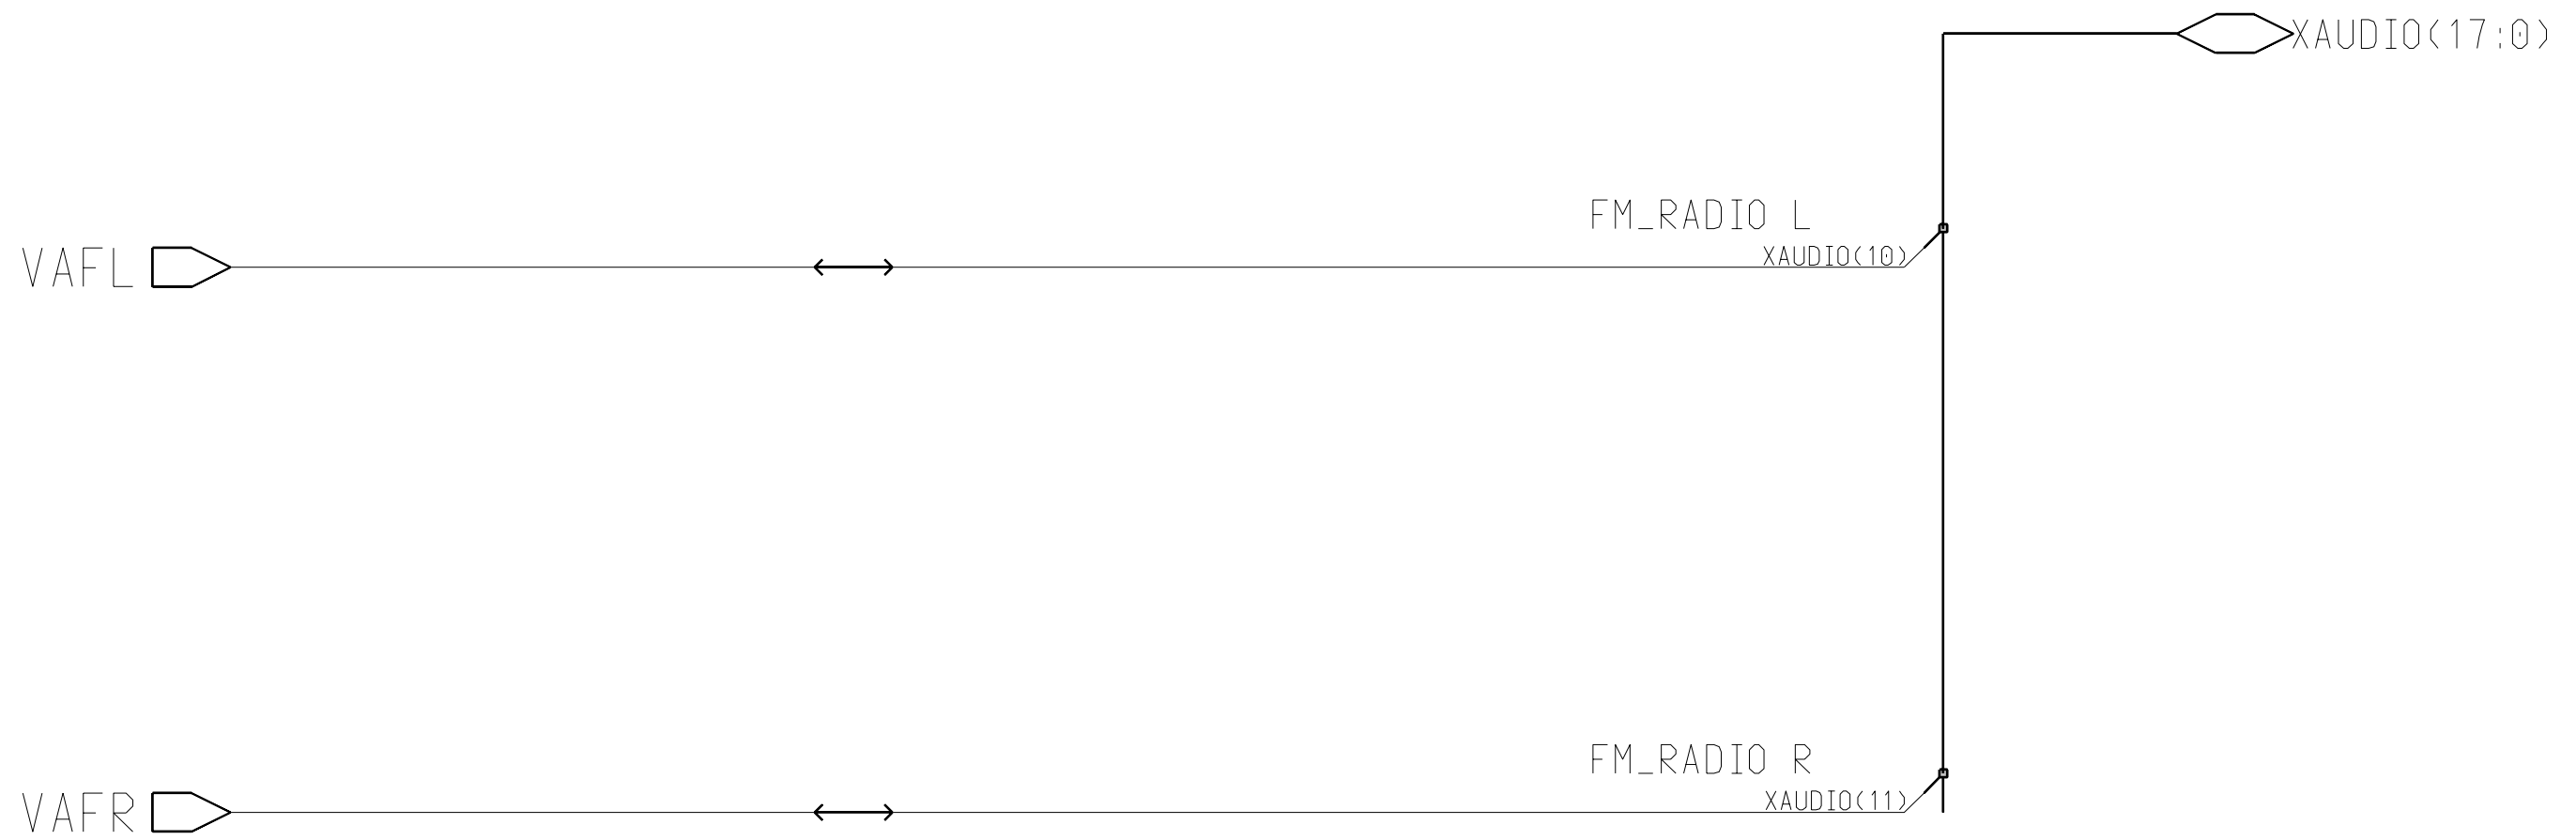 XAUDIO(17:0)
FM_RADIO L
XAUDIO(10)
VAFL
FM_RADIO R
XAUDIO(11)
VAFR